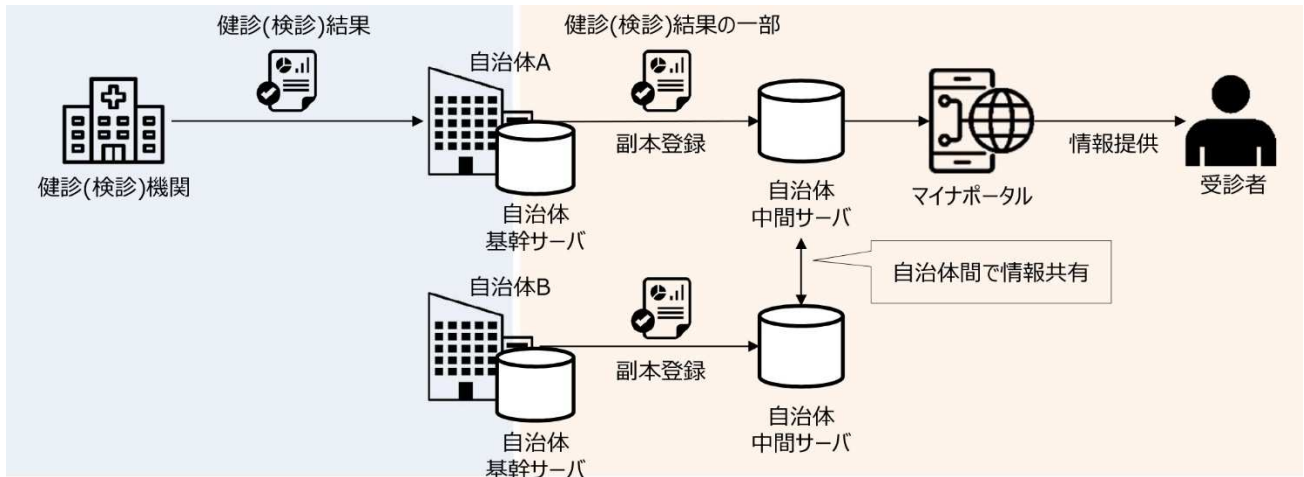 健診(検診)結果
健診(検診)結果の一部
自治体A
副本登録
情報提供
健診(検診)機関
自治体
基幹サーバ
自治体
中間サーバ
マイナポータル
受診者
自治体間で情報共有
自治体B
副本登録
自治体
基幹サーバ
自治体
中間サーバ